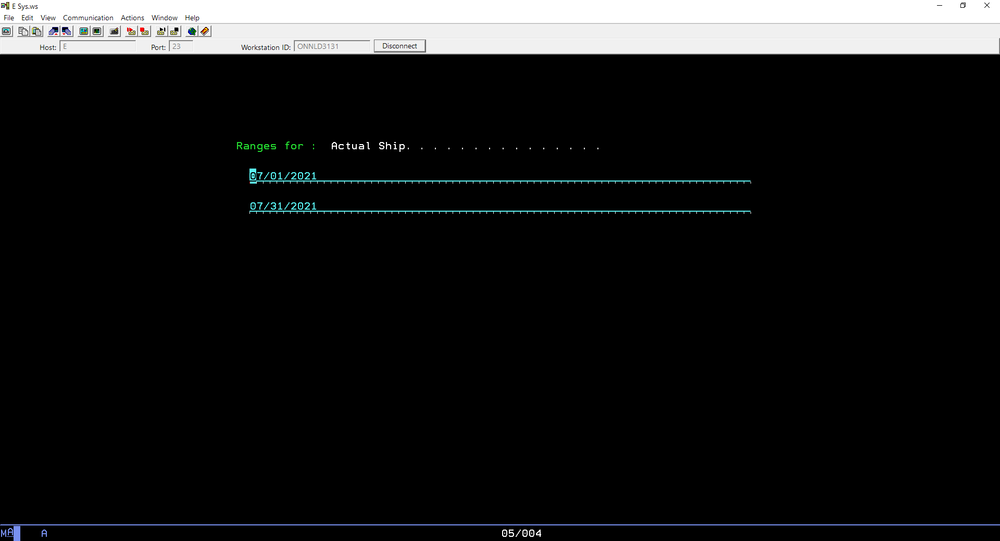 E Sys.ws
File Edit View Communication Actions Window Help
Host: E Port: 23 Workstation ID: ONNLD3131 Disconnect
Ranges for : Actual Ship. . . . . . . . . . . . . . .
07/01/2021
07/31/2021
MA A 05/004